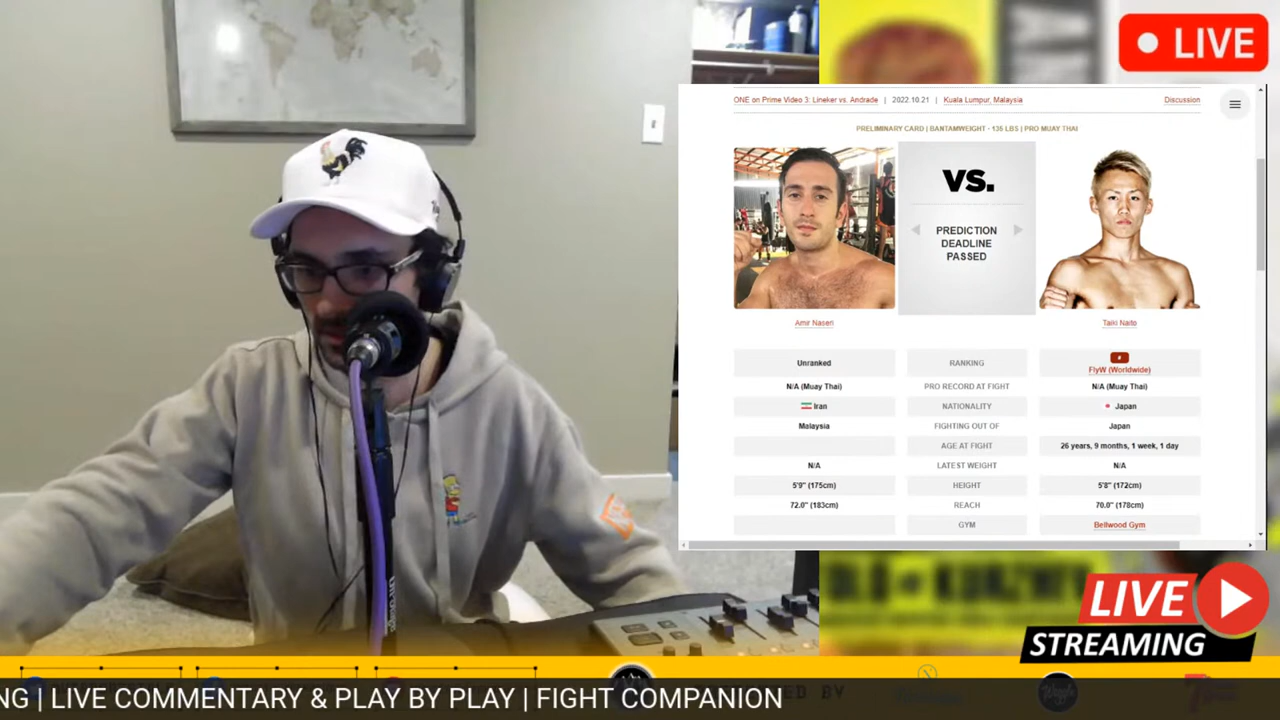 LIVE
ONE on Prime Video 3: Lineker vs. Andrade | 2022.10.21 | Kuala Lumpur, Malaysia
Discussion
PRELIMINARY CARD | BANTAMWEIGHT - 135 LBS | PRO MUAY THAI
VS.
PREDICTION
DEADLINE
PASSED
Amir Naseri
Taiki Naito
Unranked RANKING FlyW (Worldwide)
N/A (Muay Thai) PRO RECORD AT FIGHT N/A (Muay Thai)
Iran NATIONALITY Japan
Malaysia FIGHTING OUT OF Japan
AGE AT FIGHT 26 years, 9 months, 1 week, 1 day
N/A LATEST WEIGHT N/A
5'9" (175cm) HEIGHT 5'8" (172cm)
72.0" (183cm) REACH 70.0" (178cm)
GYM Bellwood Gym
LIVE
STREAMING
BY
NG | LIVE COMMENTARY & PLAY BY PLAY | FIGHT COMPANION